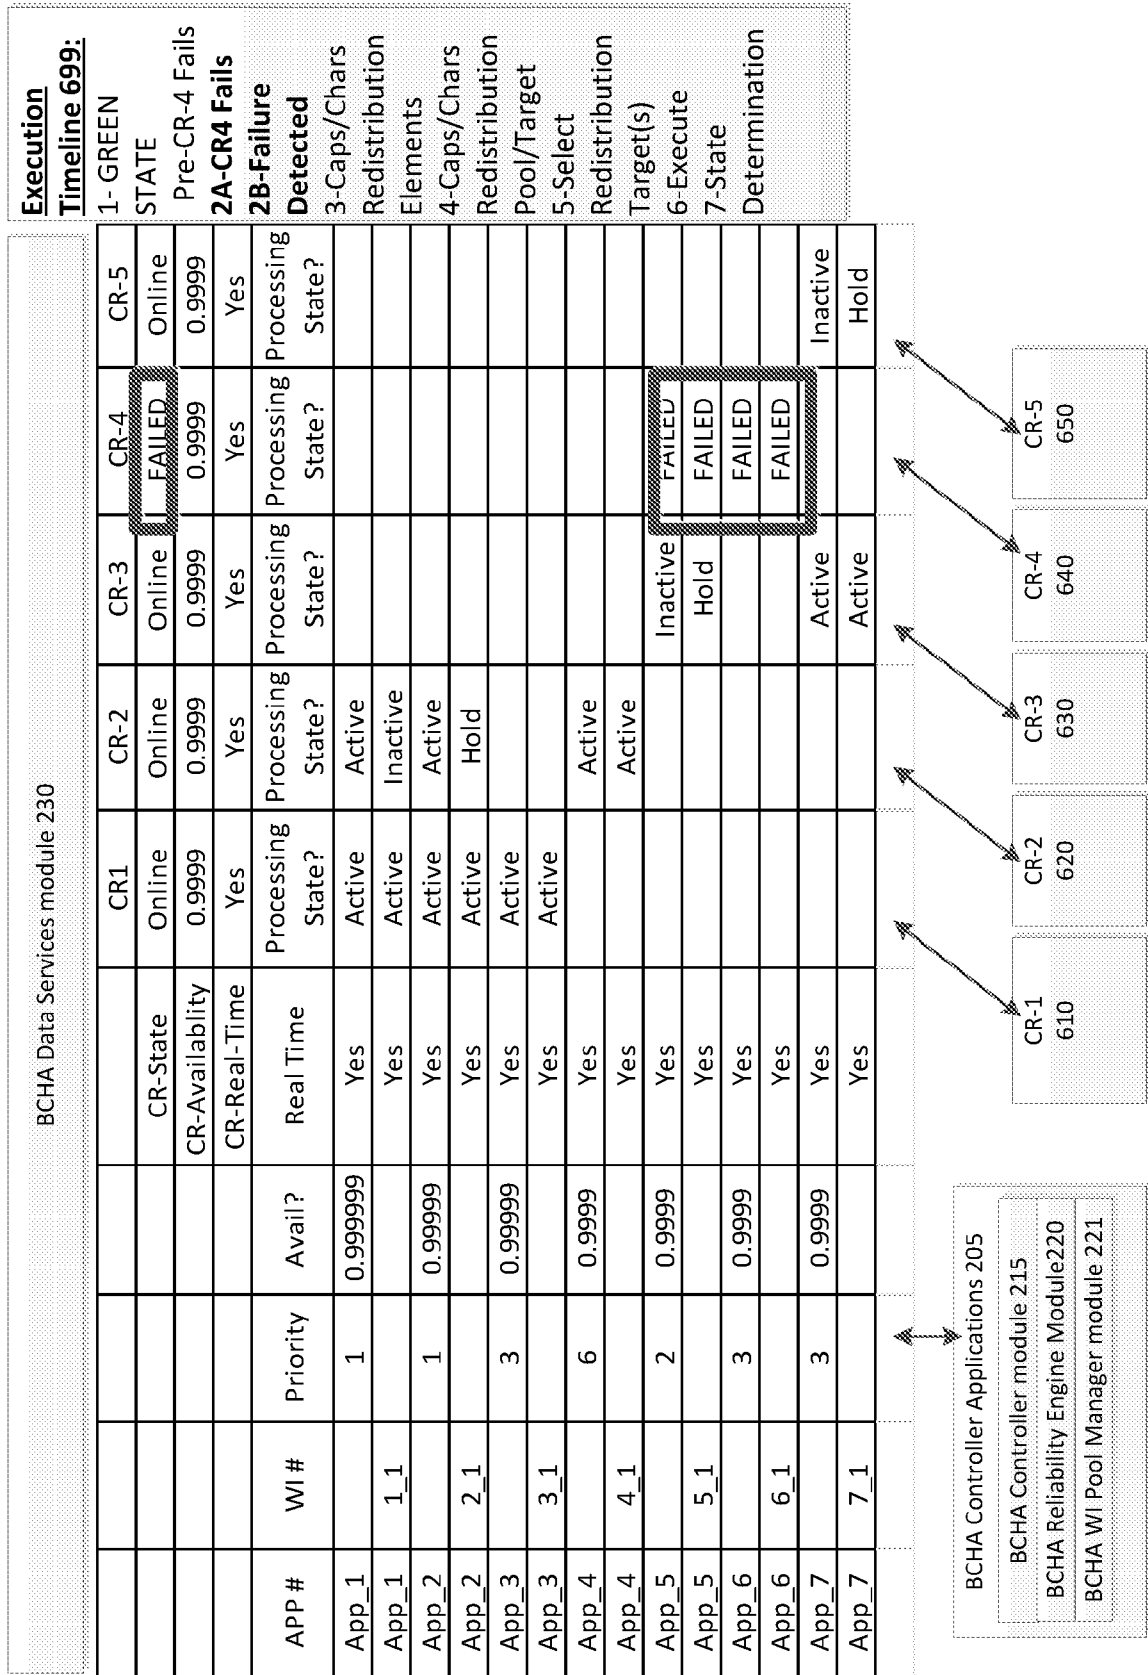 BCHA Data Services module 230
CR1 CR-2 CR-3 CR-4 CR-5
CR-State Online Online Online FAILED Online
CR-Availablity 0.9999 0.9999 0.9999 0.9999 0.9999
CR-Real-Time Yes Yes Yes Yes Yes
APP # WI # Priority Avail? Real Time Processing State? Processing State? Processing State? Processing State? Processing State?
App_1 1 0.999999 Yes Active Active
App_1 1_1 Yes Active Inactive
App_2 1 0.99999 Yes Active Active
App_2 2_1 Yes Active Hold
App_3 3 0.99999 Yes Active
App_3 3_1 Yes Active
App_4 6 0.9999 Yes Active
App_4 4_1 Yes Active
App_5 2 0.9999 Yes Inactive FAILED
App_5 5_1 Yes Hold FAILED
App_6 3 0.9999 Yes FAILED
App_6 6_1 Yes FAILED
App_7 3 0.9999 Yes Active Inactive
App_7 7_1 Yes Active Hold
Execution
Timeline 699:
1- GREEN
STATE
Pre-CR-4 Fails
2A-CR4 Fails
2B-Failure
Detected
3-Caps/Chars
Redistribution
Elements
4-Caps/Chars
Redistribution
Pool/Target
5-Select
Redistribution
Target(s)
6-Execute
7-State
Determination
BCHA Controller Applications 205
BCHA Controller module 215
BCHA Reliability Engine Module220
BCHA WI Pool Manager module 221
CR-1
610
CR-2
620
CR-3
630
CR-4
640
CR-5
650